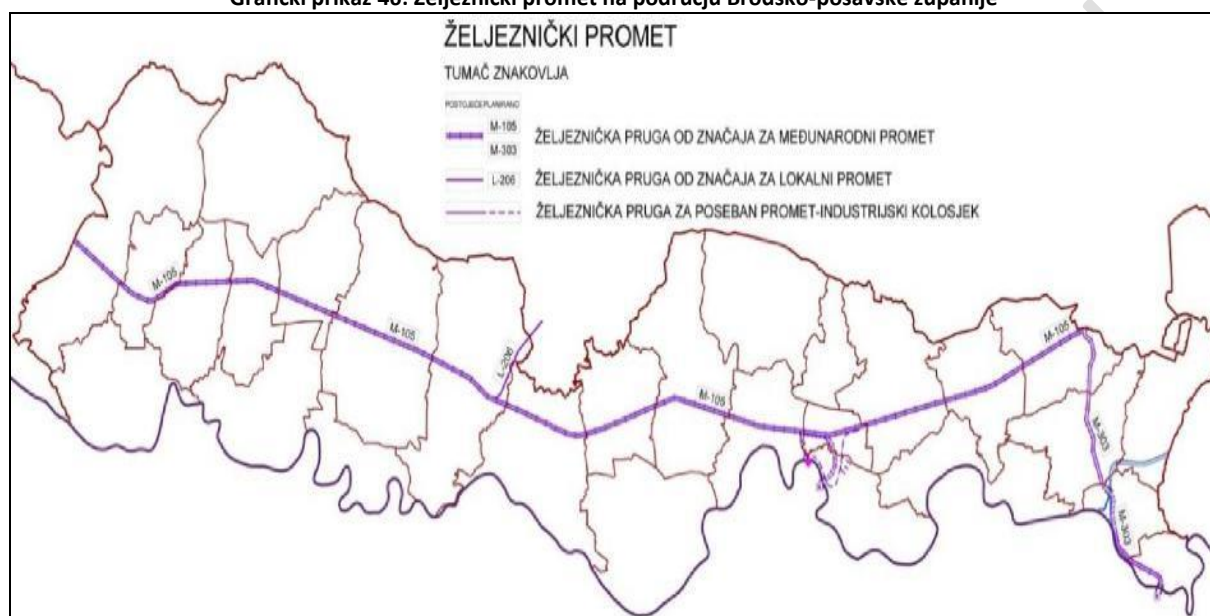 Grafički prikaz 40. Željeznički promet na području Brodsko-posavske županije
ŽELJEZNIČKI PROMET
TUMAČ ZNAKOVLJA
POSTOJEĆE PLANIRANO
M-105
M-303
ŽELJEZNIČKA PRUGA OD ZNAČAJA ZA MEĐUNARODNI PROMET
L-206
ŽELJEZNIČKA PRUGA OD ZNAČAJA ZA LOKALNI PROMET
ŽELJEZNIČKA PRUGA ZA POSEBAN PROMET-INDUSTRIJSKI KOLOSJEK
M-105
M-105
L-206
M-105
M-105
M-303
M-303